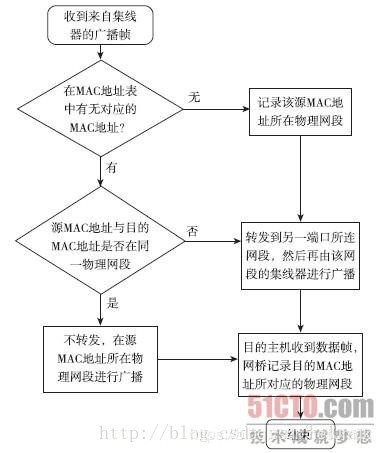 收到来自集线
器的广播帧
在MAC地址表
中有无对应的
MAC地址?
无
记录该源MAC地
址所在物理网段
有
源MAC地址与目的
MAC地址是否在同
一物理网段
否
转发到另一端口所连
网段，然后再由该网
段的集线器进行广播
是
不转发，在源
MAC地址所在物
理网段进行广播
目的主机收到数据帧，
网桥记录目的MAC地
址所对应的物理网段
51CTO.com
技术成就梦想
结束
http://blog.csdn.